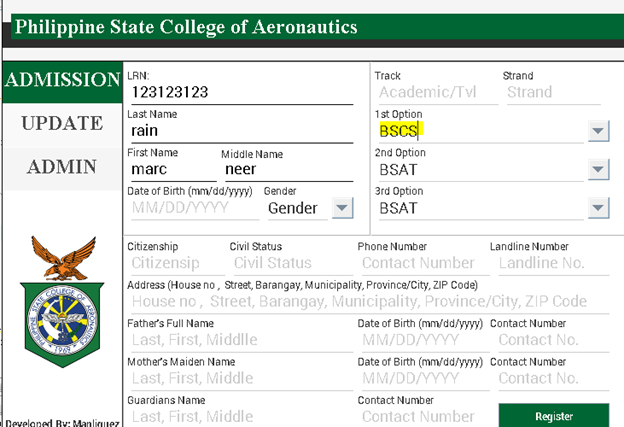 Philippine State College of Aeronautics
ADMISSION
UPDATE
ADMIN
PHILIPPINE STATE COLLEGE OF AERONAUTICS
1969
Developed By: Manliguez
LRN:
123123123
Last Name
rain
First Name Middle Name
marc neer
Date of Birth (mm/dd/yyyy) Gender
MM/DD/YYYY Gender
Track Strand
Academic/Tvl Strand
1st Option
BSCS
2nd Option
BSAT
3rd Option
BSAT
Citizenship Civil Status Phone Number Landline Number
Citizensip Civil Status Contact Number Landline No.
Address (House no , Street, Barangay, Municipality, Province/City, ZIP Code)
House no , Street, Barangay, Municipality, Province/City, ZIP Code
Father's Full Name Date of Birth (mm/dd/yyyy) Contact Number
Last, First, Middlle MM/DD/YYYY Contact No.
Mother's Maiden Name Date of Birth (mm/dd/yyyy) Contact Number
Last, First, Middle MM/DD/YYYY Contact No.
Guardians Name Contact Number
Last, First, Middle Contact Number
Register